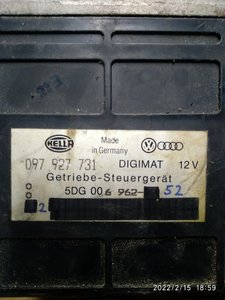 HELLA
Made
in Germany
097 927 731 DIGIMAT 12V
Getriebe-Steuergerät
5DG 006 962- 52
2
2022/2/15 18:59